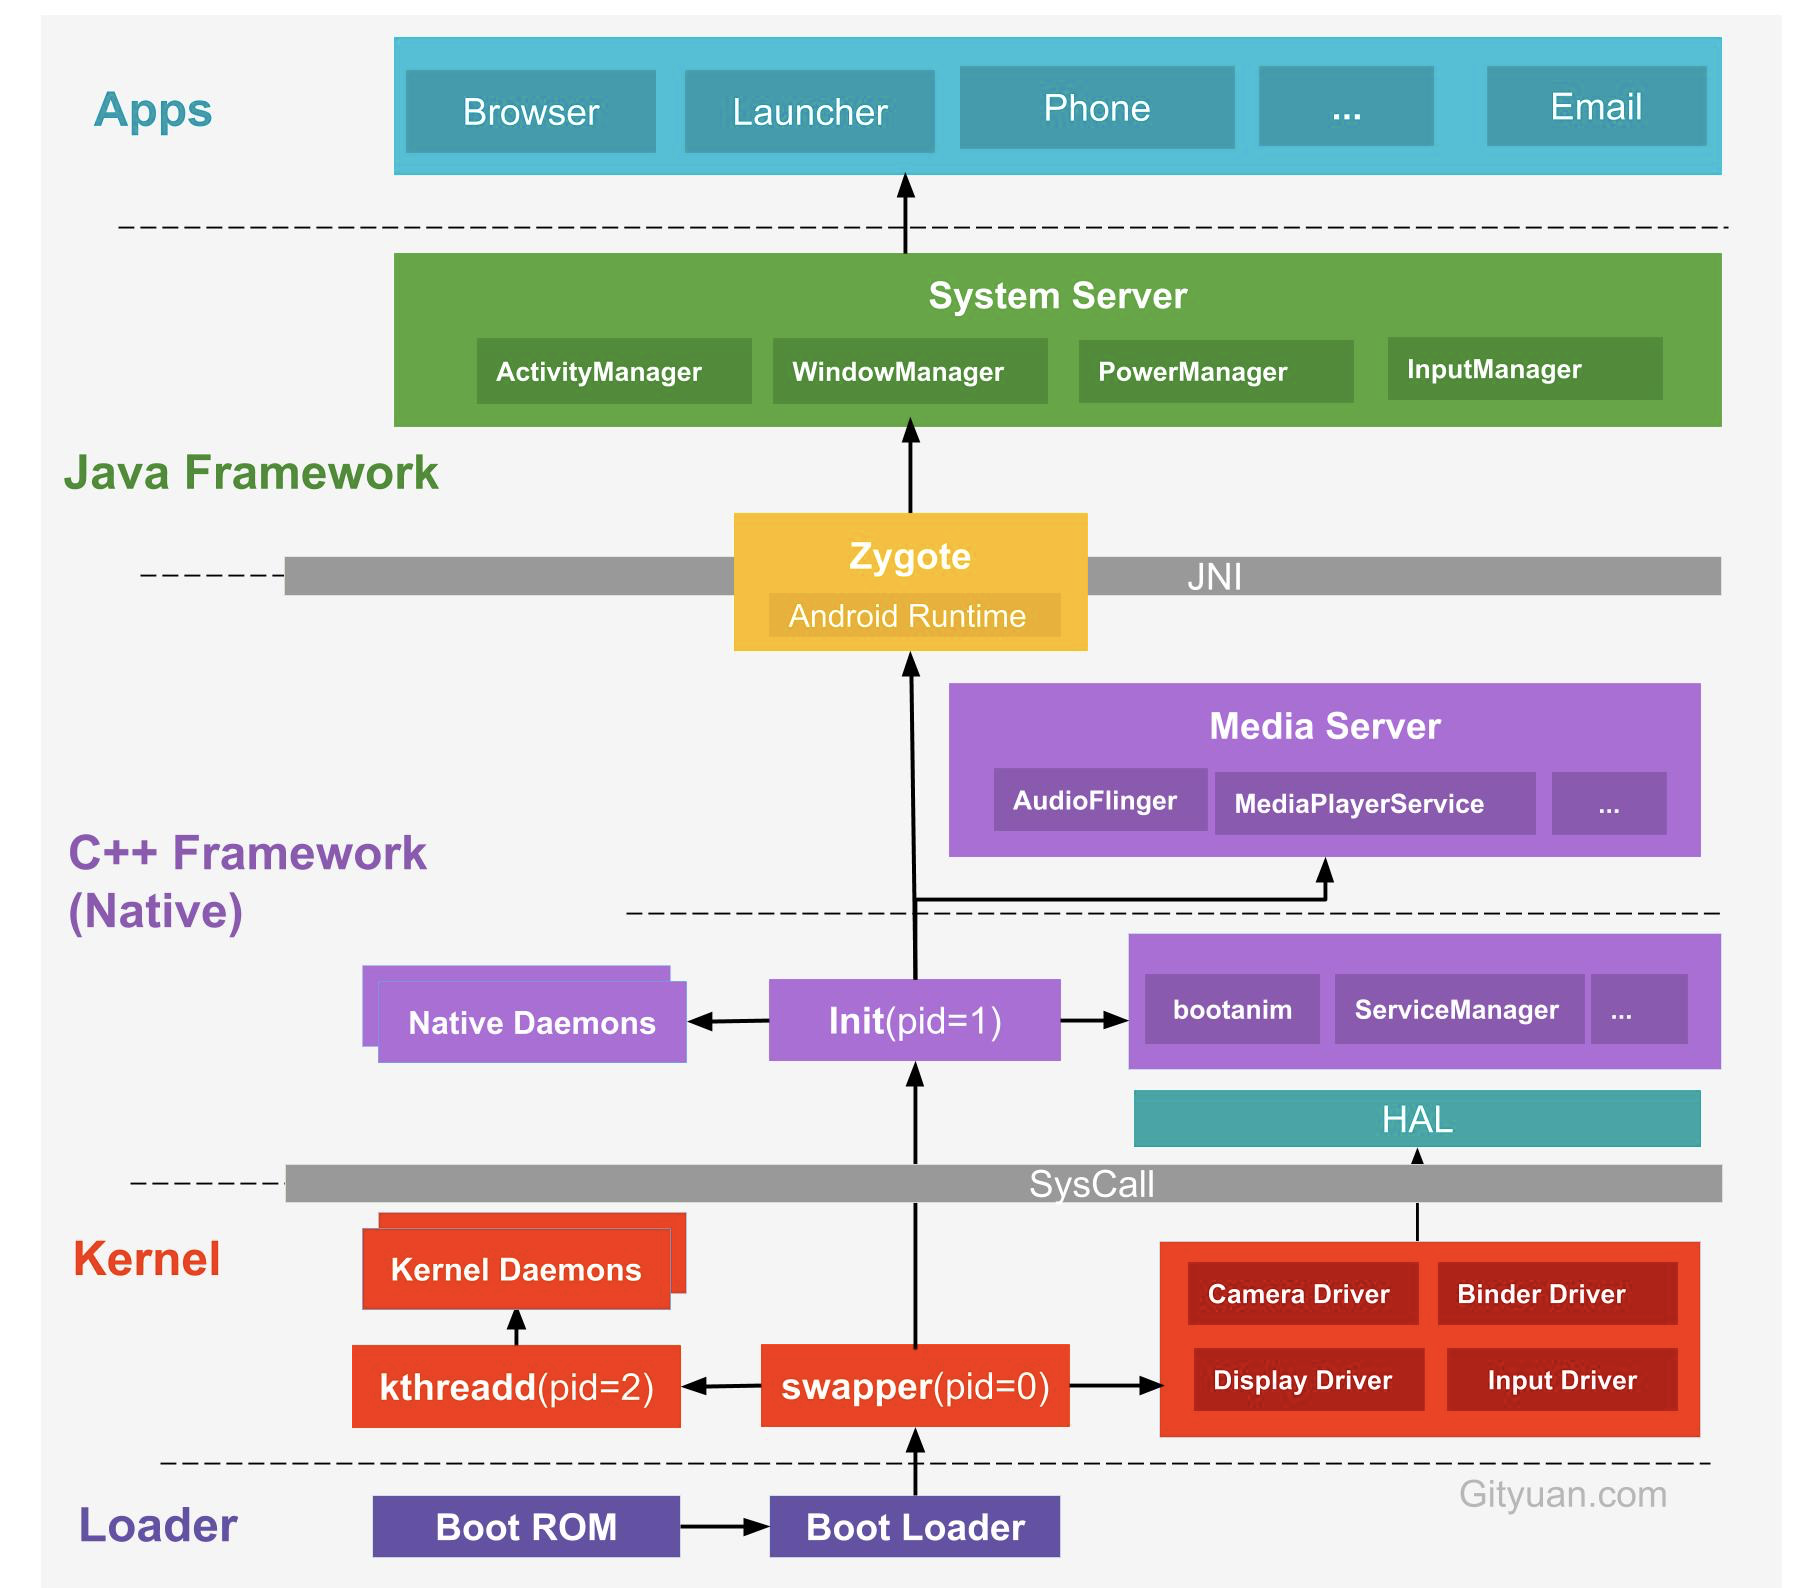 Apps
Browser
Launcher
Phone
...
Email
System Server
ActivityManager
WindowManager
PowerManager
InputManager
Java Framework
Zygote
Android Runtime
JNI
Media Server
AudioFlinger
MediaPlayerService
...
C++ Framework
(Native)
Native Daemons
Init(pid=1)
bootanim
ServiceManager
...
HAL
SysCall
Kernel
Kernel Daemons
Camera Driver
Binder Driver
kthreadd(pid=2)
swapper(pid=0)
Display Driver
Input Driver
Gityuan.com
Loader
Boot ROM
Boot Loader